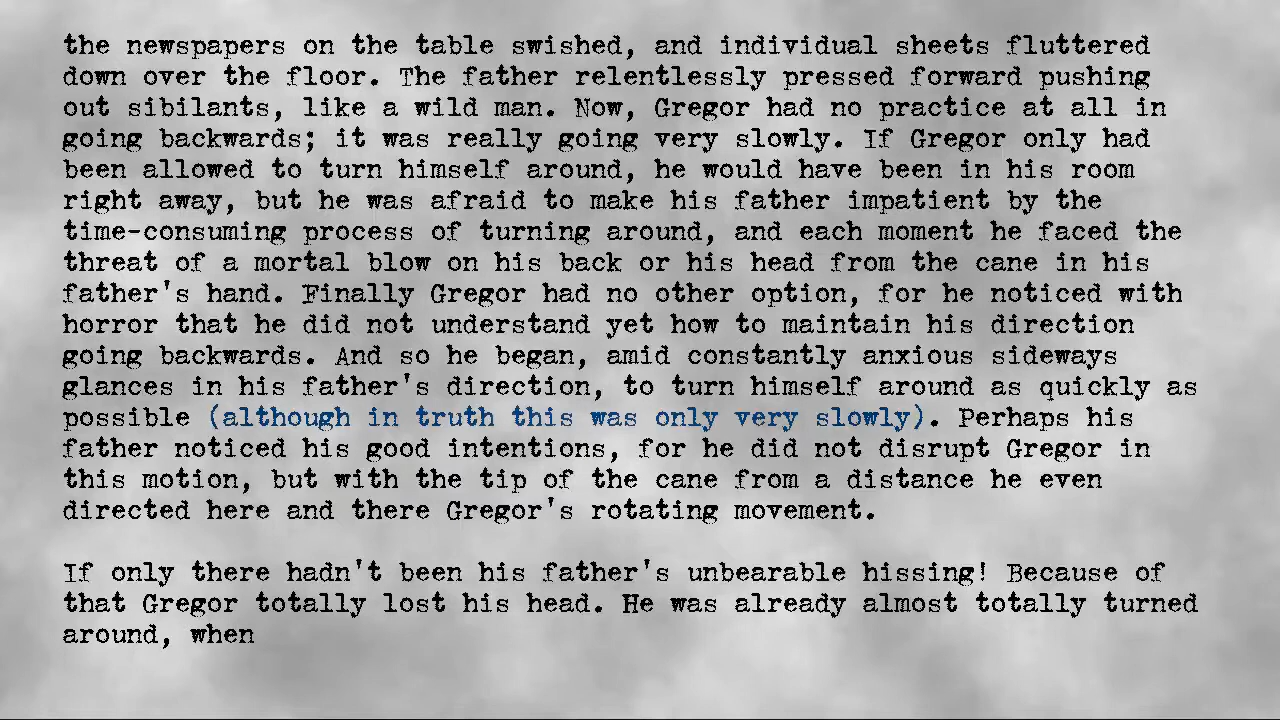 the newspapers on the table swished, and individual sheets fluttered
down over the floor. The father relentlessly pressed forward pushing
out sibilants, like a wild man. Now, Gregor had no practice at all in
going backwards; it was really going very slowly. If Gregor only had
been allowed to turn himself around, he would have been in his room
right away, but he was afraid to make his father impatient by the
time-consuming process of turning around, and each moment he faced the
threat of a mortal blow on his back or his head from the cane in his
father's hand. Finally Gregor had no other option, for he noticed with
horror that he did not understand yet how to maintain his direction
going backwards. And so he began, amid constantly anxious sideways
glances in his father's direction, to turn himself around as quickly as
possible (although in truth this was only very slowly). Perhaps his
father noticed his good intentions, for he did not disrupt Gregor in
this motion, but with the tip of the cane from a distance he even
directed here and there Gregor's rotating movement.

If only there hadn't been his father's unbearable hissing! Because of
that Gregor totally lost his head. He was already almost totally turned
around, when